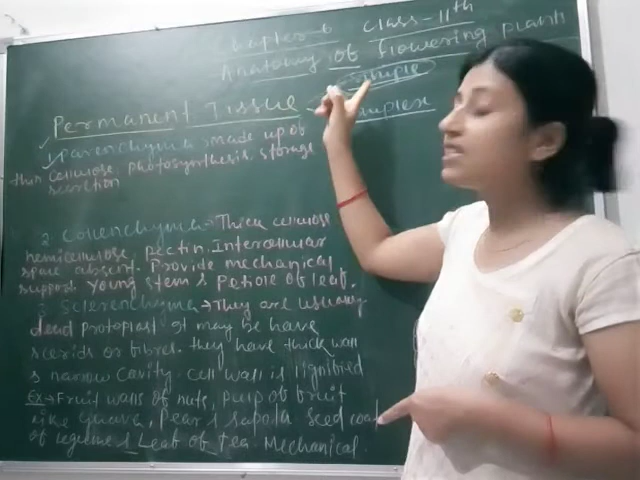 Chapter-6 Class-11th
Anatomy of Flowering plant
Simple
Permanent Tissue
complex
1) Parenchyma, made up of
thin cellulose, photosynthesis, storage
secretion
2 Collenchyma → Thick cellulose
hemicellulose, pectin. Intercellular
space absent. Provide mechanical
support young stem & Petiole of leaf.
3 Sclerenchyma → They are usually
dead protoplast it may be have
scerids or fibres. they have thick wall
& narrow cavity cell wall is lignified
Ex → Fruit walls of nuts, pulp of fruit
like Guava, Pear & sapota seed coat
of legumes & Leaf of tea. Mechanical.